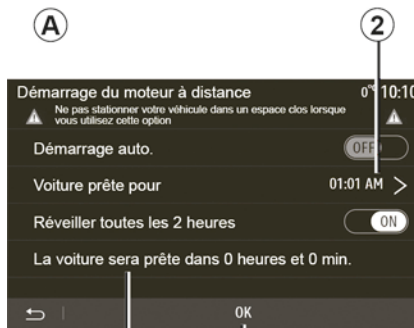 A 2
Démarrage du moteur à distance 0° 10:10
Ne pas stationner votre véhicule dans un espace clos lorsque
vous utilisez cette option
Démarrage auto. OFF
Voiture prête pour 01:01 AM >
Réveiller toutes les 2 heures ON
La voiture sera prête dans 0 heures et 0 min.
OK